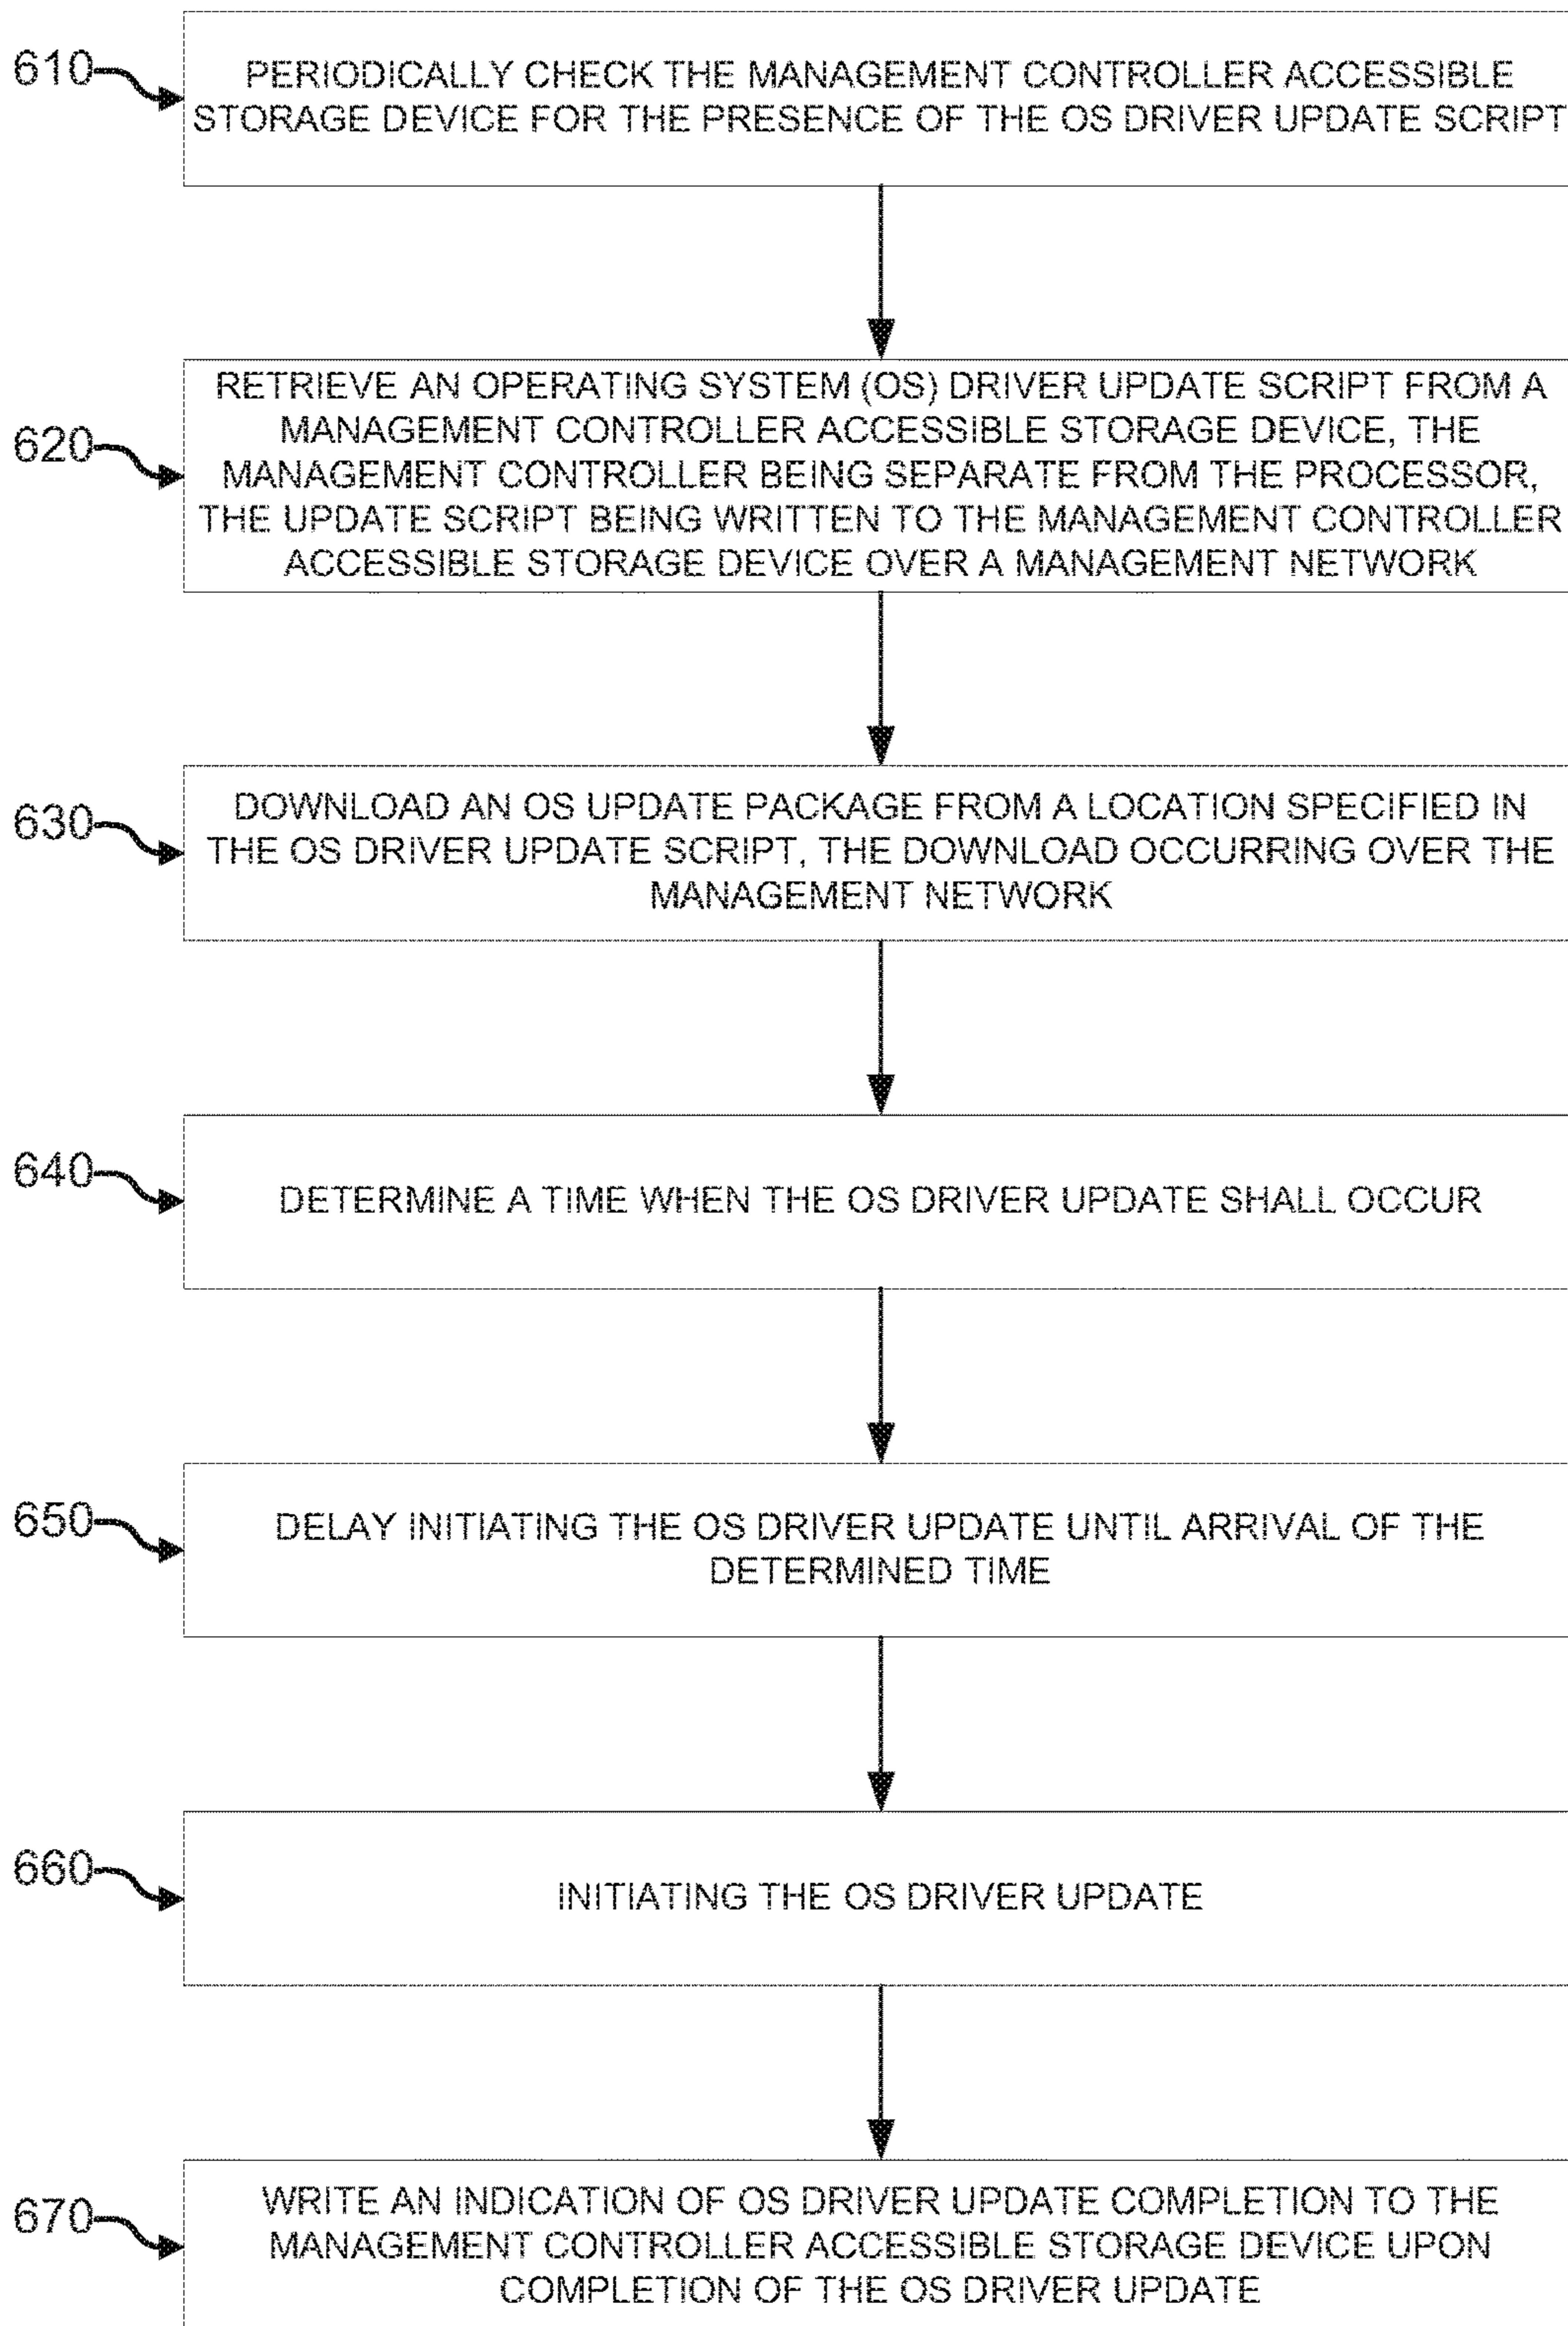 610
PERIODICALLY CHECK THE MANAGEMENT CONTROLLER ACCESSIBLE
STORAGE DEVICE FOR THE PRESENCE OF THE OS DRIVER UPDATE SCRIPT
620
RETRIEVE AN OPERATING SYSTEM (OS) DRIVER UPDATE SCRIPT FROM A
MANAGEMENT CONTROLLER ACCESSIBLE STORAGE DEVICE, THE
MANAGEMENT CONTROLLER BEING SEPARATE FROM THE PROCESSOR,
THE UPDATE SCRIPT BEING WRITTEN TO THE MANAGEMENT CONTROLLER
ACCESSIBLE STORAGE DEVICE OVER A MANAGEMENT NETWORK
630
DOWNLOAD AN OS UPDATE PACKAGE FROM A LOCATION SPECIFIED IN
THE OS DRIVER UPDATE SCRIPT, THE DOWNLOAD OCCURRING OVER THE
MANAGEMENT NETWORK
640
DETERMINE A TIME WHEN THE OS DRIVER UPDATE SHALL OCCUR
650
DELAY INITIATING THE OS DRIVER UPDATE UNTIL ARRIVAL OF THE
DETERMINED TIME
660
INITIATING THE OS DRIVER UPDATE
670
WRITE AN INDICATION OF OS DRIVER UPDATE COMPLETION TO THE
MANAGEMENT CONTROLLER ACCESSIBLE STORAGE DEVICE UPON
COMPLETION OF THE OS DRIVER UPDATE